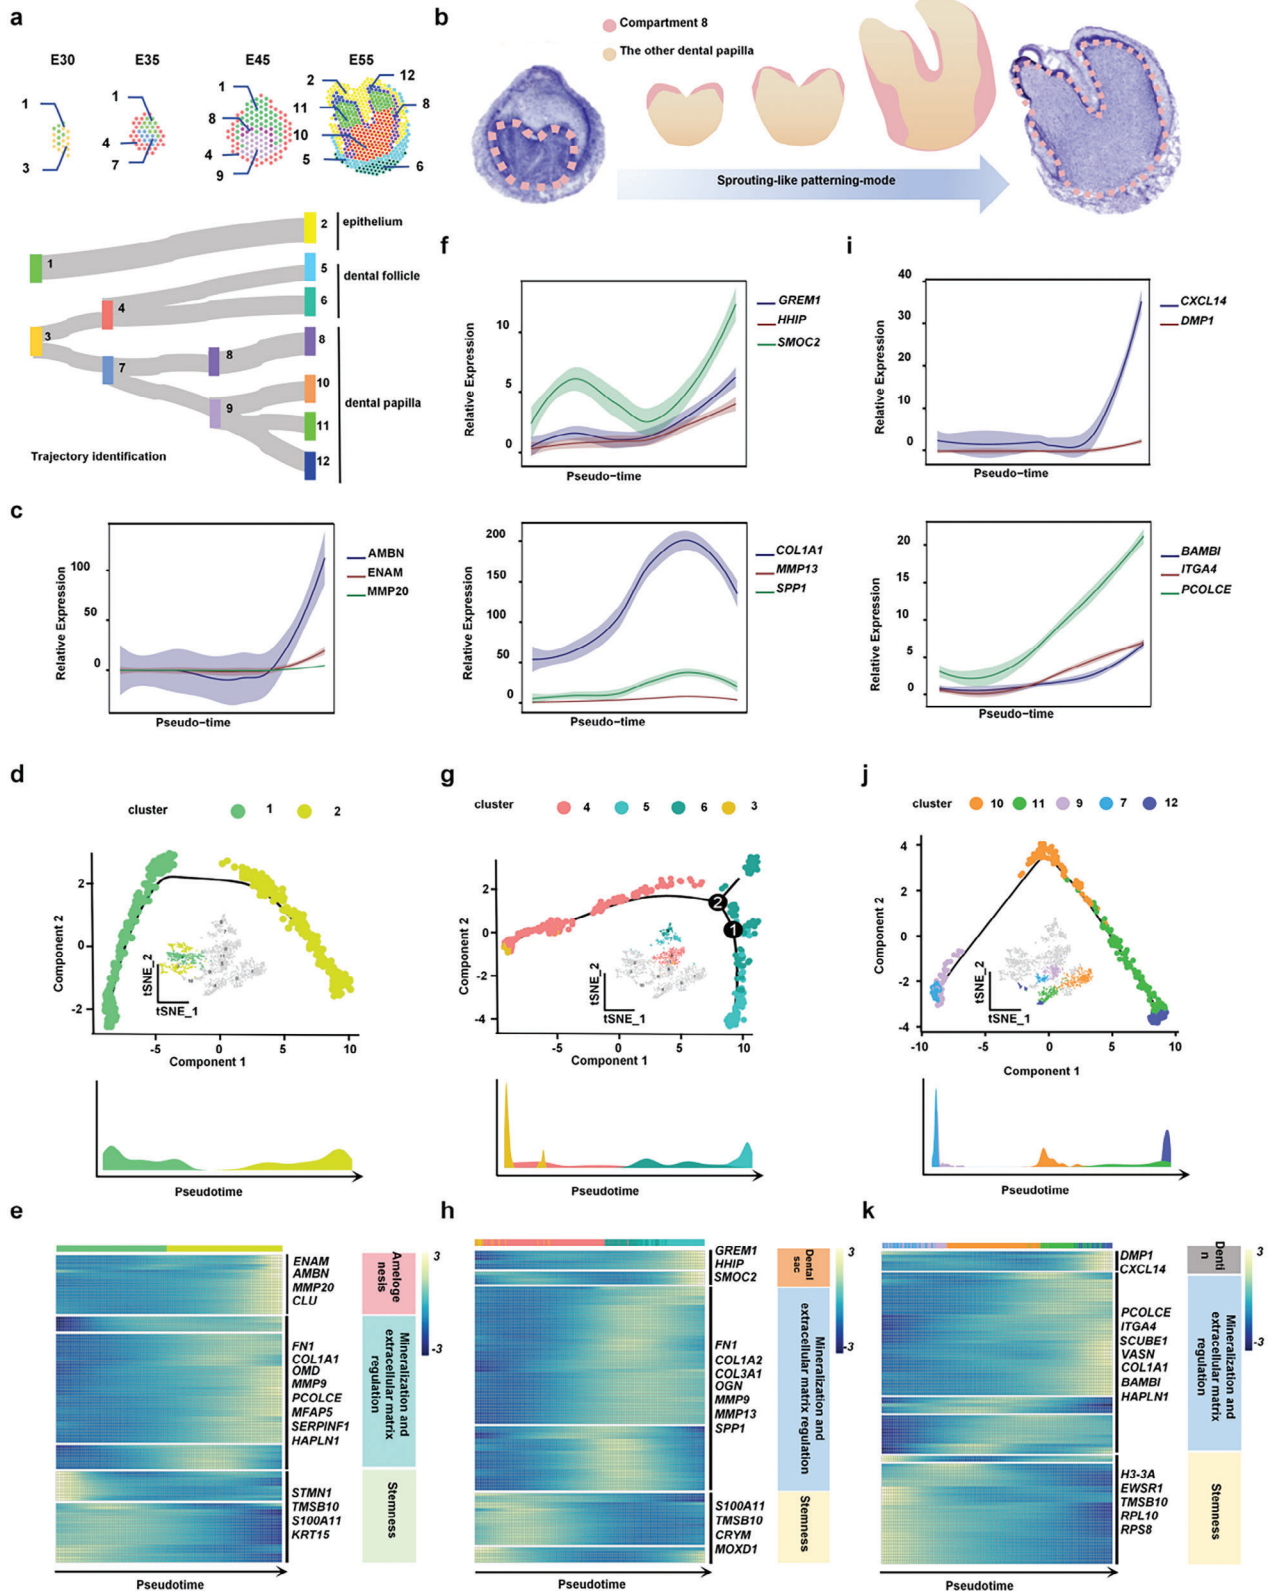 a
E30
E35
E45
E55
1
3
1
4
7
1
8
4
9
2
12
11
8
10
5
6
1
2
epithelium
3
4
5
dental follicle
6
7
8
8
9
10
dental papilla
11
12
Trajectory identification
b
Compartment 8
The other dental papilla
Sprouting-like patterning-mode
c
Relative Expression
100
50
0
Pseudo-time
AMBN
ENAM
MMP20
f
Relative Expression
10
5
0
Pseudo-time
GREM1
HHIP
SMOC2
Relative Expression
200
150
100
50
0
Pseudo-time
COL1A1
MMP13
SPP1
i
Relative Expression
40
30
20
10
0
Pseudo-time
CXCL14
DMP1
Relative Expression
20
15
10
5
0
Pseudo-time
BAMBI
ITGA4
PCOLCE
d
cluster
1
2
Component 2
2
0
-2
tSNE_2
tSNE_1
-5
0
5
10
Component 1
Pseudotime
g
cluster
4
5
6
3
Component 2
2
0
-2
-4
2
1
tSNE_2
tSNE_1
-5
0
5
10
Component 1
Pseudotime
j
cluster
10
11
9
7
12
Component 2
4
2
0
-2
-4
tSNE_2
tSNE_1
-10
-5
0
5
10
Component 1
Pseudotime
e
ENAM
AMBN
MMP20
CLU
FN1
COL1A1
OMD
MMP9
PCOLCE
MFAP5
SERPINF1
HAPLN1
STMN1
TMSB10
S100A11
KRT15
Ameloge
nesis
Mineralization and
extracellular matrix
regulation
Stemness
3
-3
Pseudotime
h
GREM1
HHIP
SMOC2
FN1
COL1A2
COL3A1
OGN
MMP9
MMP13
SPP1
S100A11
TMSB10
CRYM
MOXD1
Dental
sac
Mineralization and
extracellular matrix regulation
Stemness
3
-3
Pseudotime
k
DMP1
CXCL14
PCOLCE
ITGA4
SCUBE1
VASN
COL1A1
BAMBI
HAPLN1
H3-3A
EWSR1
TMSB10
RPL10
RPS8
Denti
n
Mineralization and
extracellular matrix
regulation
Stemness
3
-3
Pseudotime